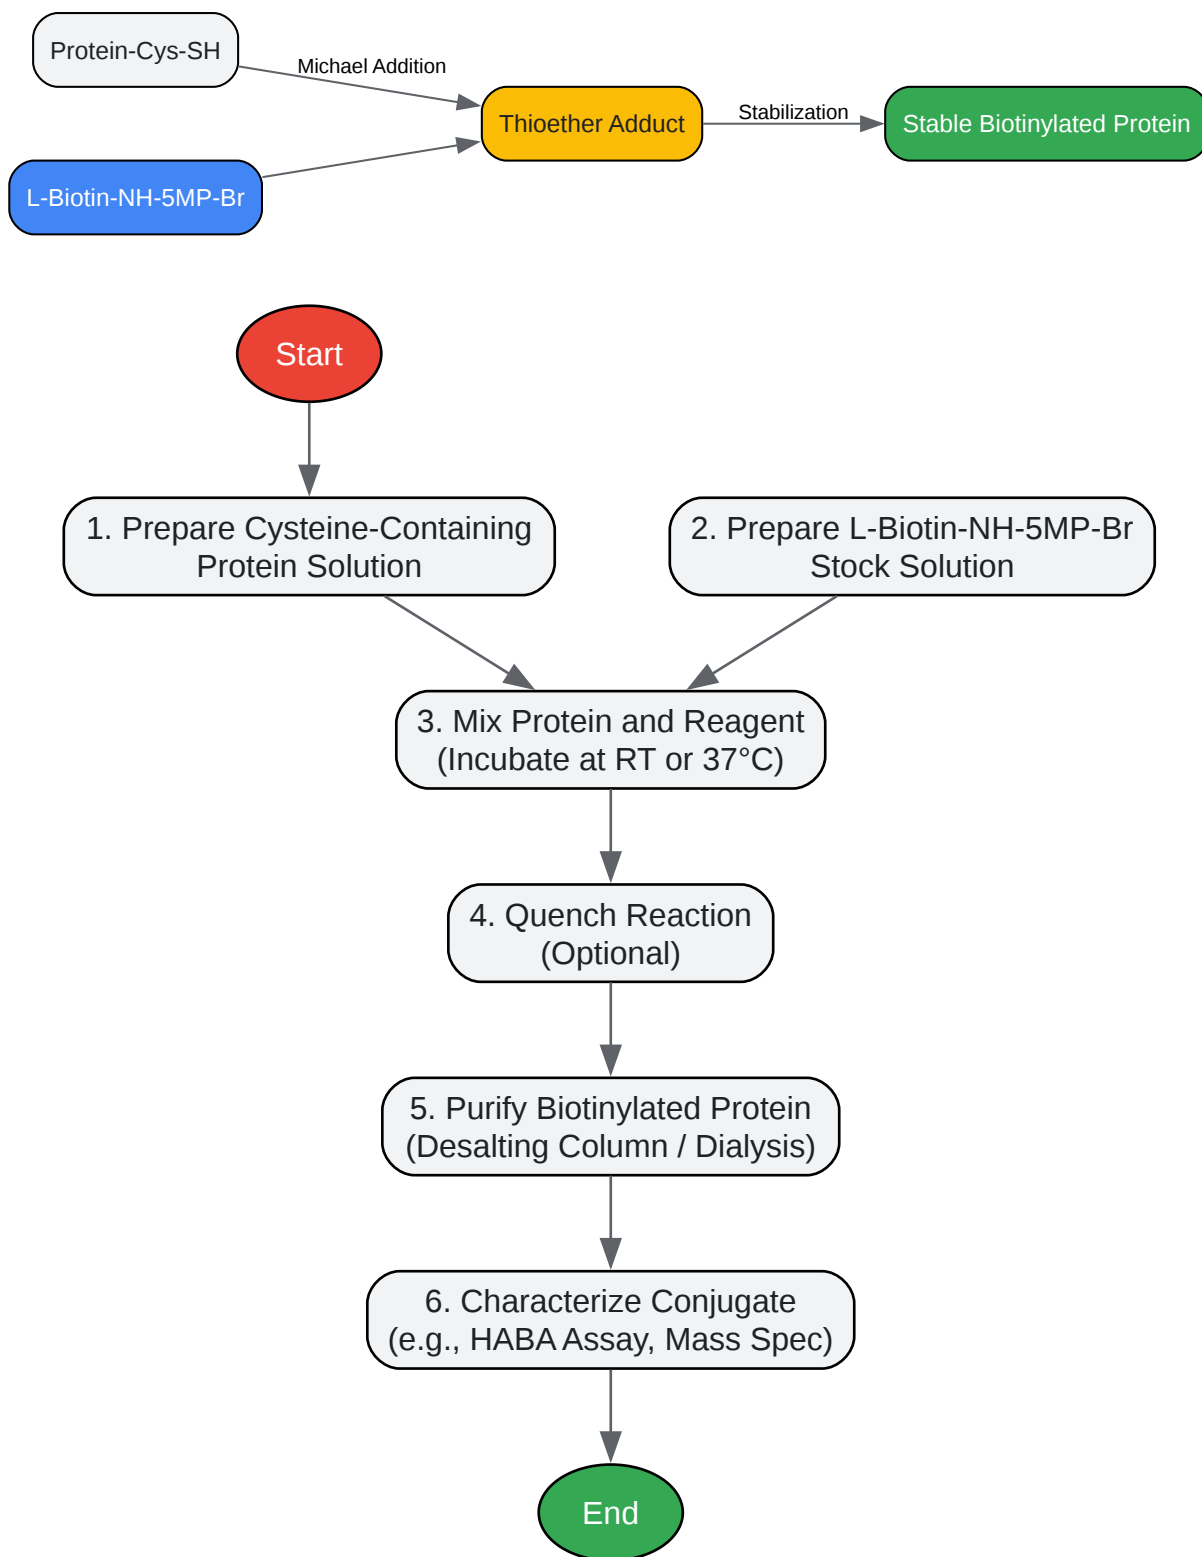 Protein-Cys-SH
Michael Addition
Thioether Adduct
Stabilization
Stable Biotinylated Protein
L-Biotin-NH-5MP-Br
Start
1. Prepare Cysteine-Containing
Protein Solution
2. Prepare L-Biotin-NH-5MP-Br
Stock Solution
3. Mix Protein and Reagent
(Incubate at RT or 37°C)
4. Quench Reaction
(Optional)
5. Purify Biotinylated Protein
(Desalting Column / Dialysis)
6. Characterize Conjugate
(e.g., HABA Assay, Mass Spec)
End